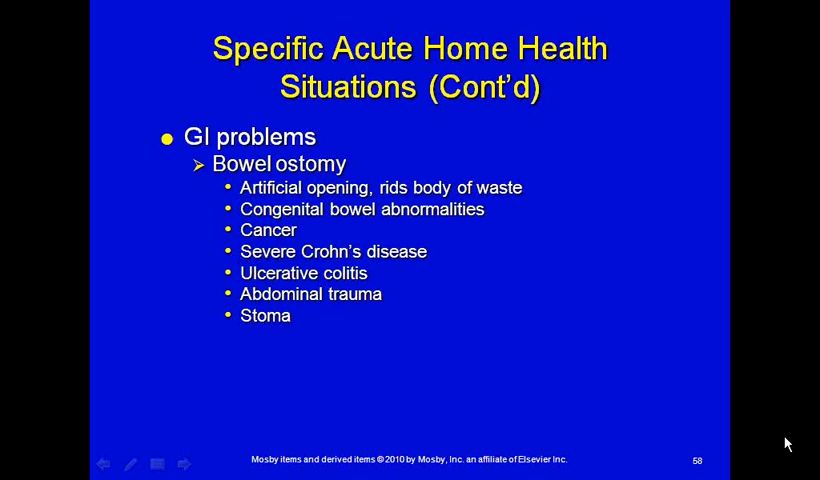 Specific Acute Home Health
Situations (Cont'd)
GI problems
Bowel ostomy
Artificial opening, rids body of waste
Congenital bowel abnormalities
Cancer
Severe Crohn's disease
Ulcerative colitis
Abdominal trauma
Stoma
Mosby items and derived items © 2010 by Mosby, Inc. an affiliate of Elsevier Inc.
58